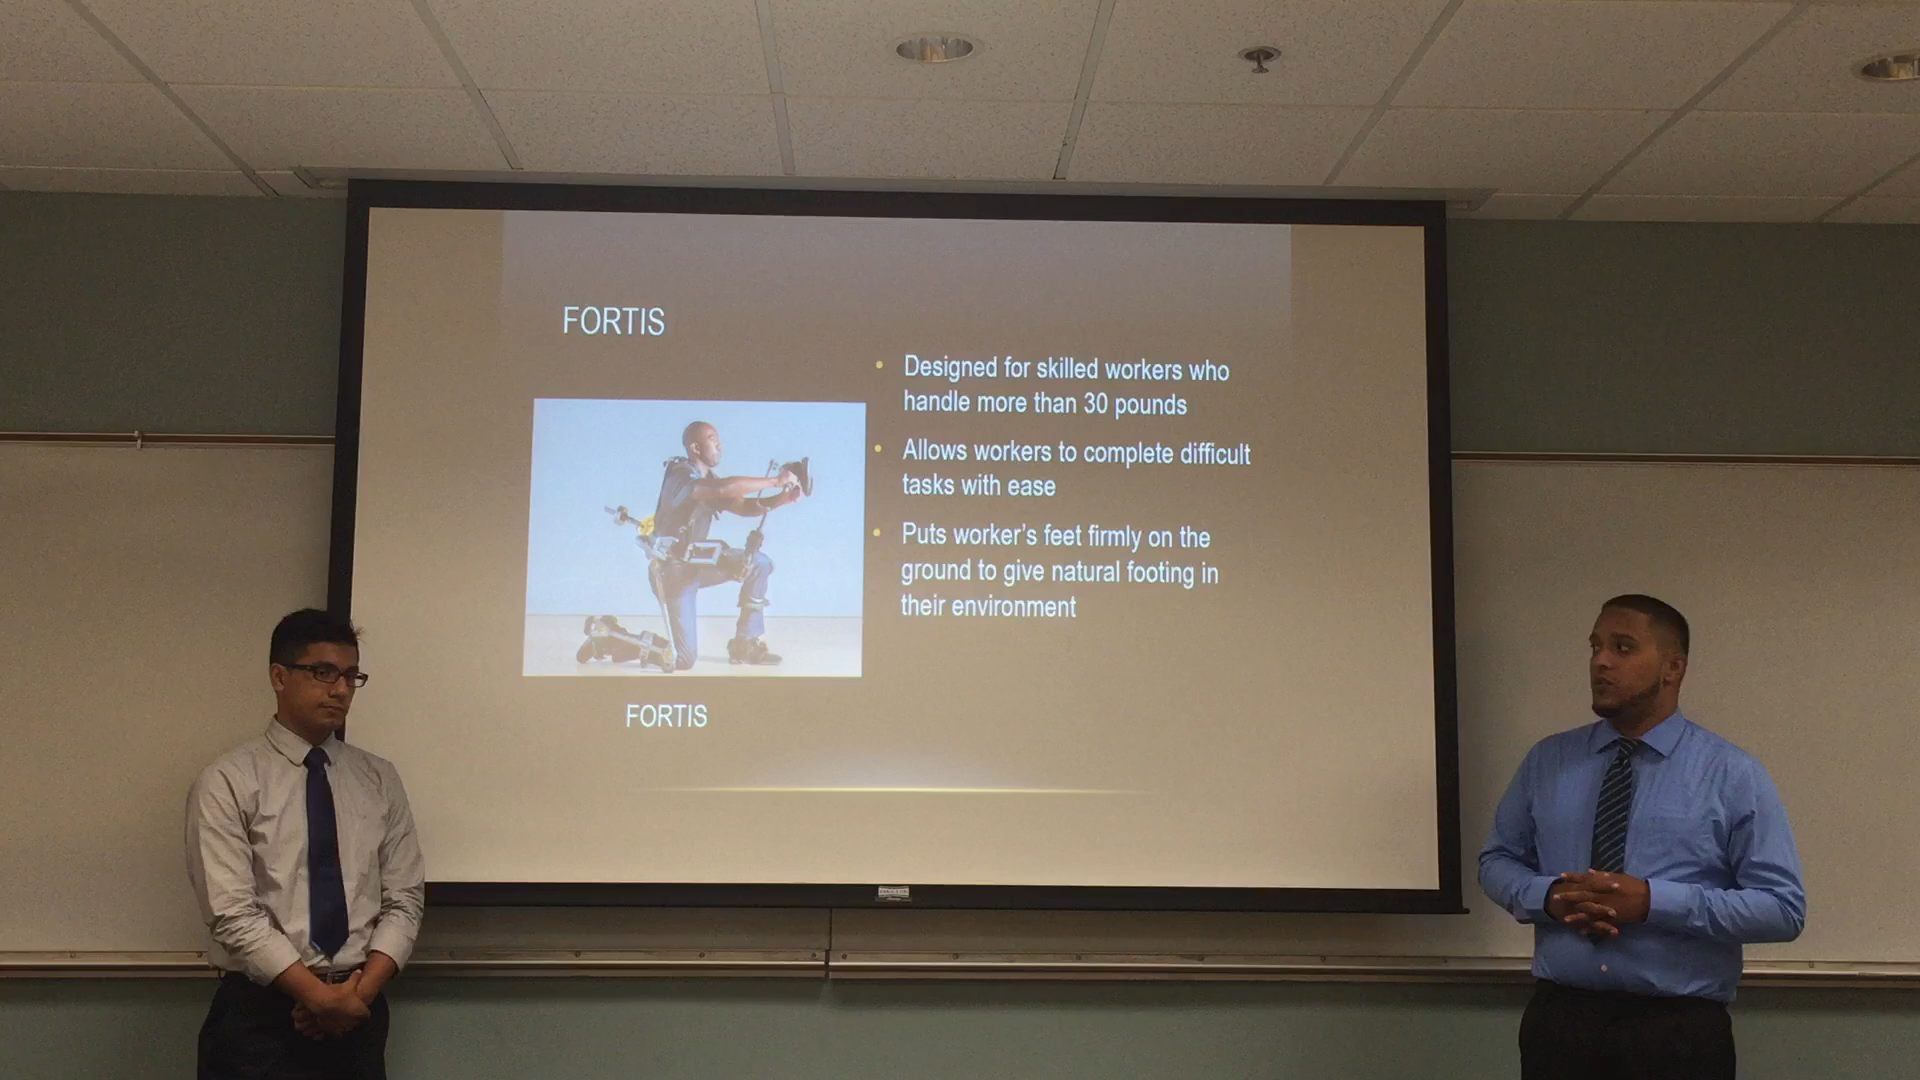 FORTIS
• Designed for skilled workers who
handle more than 30 pounds
• Allows workers to complete difficult
tasks with ease
• Puts worker's feet firmly on the
ground to give natural footing in
their environment
FORTIS